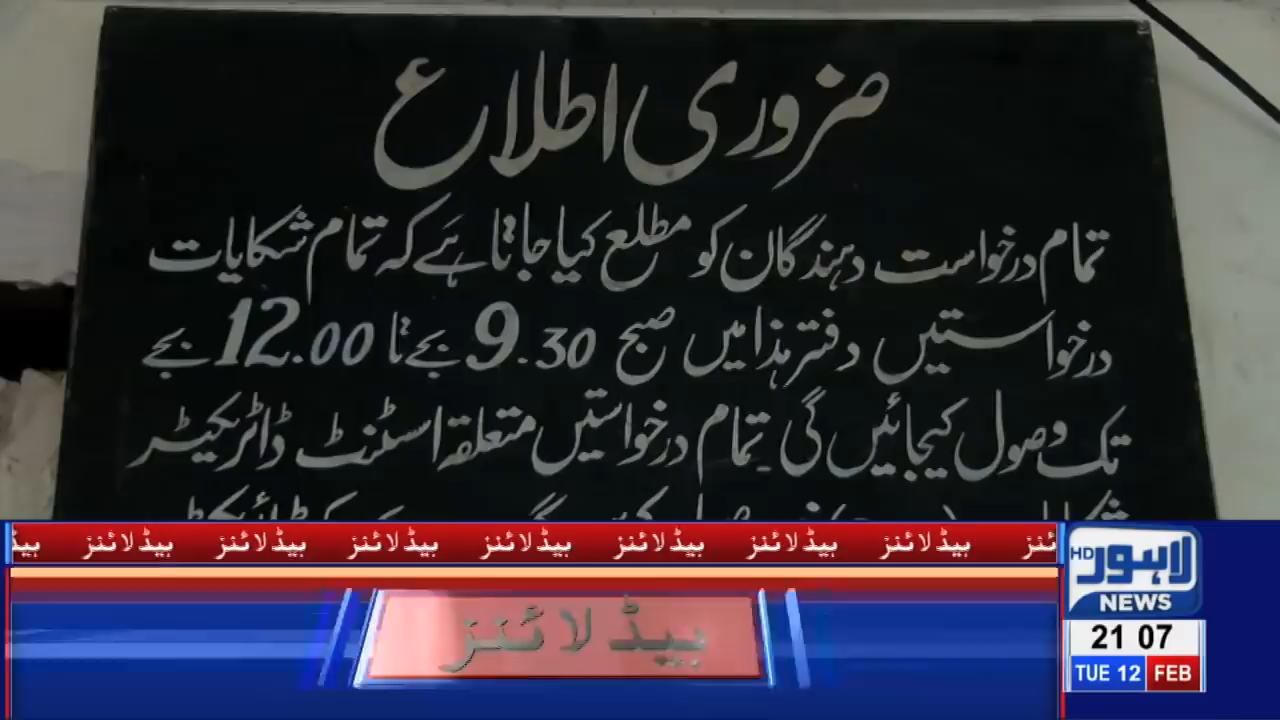 ضروری اطلاع
تمام درخواست دہندگان کو مطلع کیا جاتا ہے کہ تمام شکایات
درخواستیں دفتر ہذا میں صبح 9.30 بجے تا 12.00 بجے
تک وصول کیجائیں گی۔ تمام درخواستیں متعلقہ اسسٹنٹ ڈائریکٹر
ہیڈلائنز ہیڈلائنز ہیڈلائنز ہیڈلائنز ہیڈلائنز ہیڈلائنز ہیڈلائنز
ہیڈلائنز
HD لاہور
NEWS
21 07
TUE 12 FEB